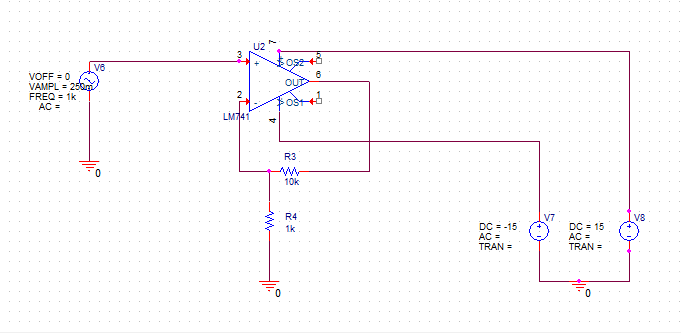 U2
7
3
+
OS2
5
6
OUT
2
-
OS1
1
LM741
4
V6
VOFF = 0
VAMPL = 250m
FREQ = 1k
AC =
0
R3
10k
R4
1k
0
V7
DC = -15
AC =
TRAN =
V8
DC = 15
AC =
TRAN =
0